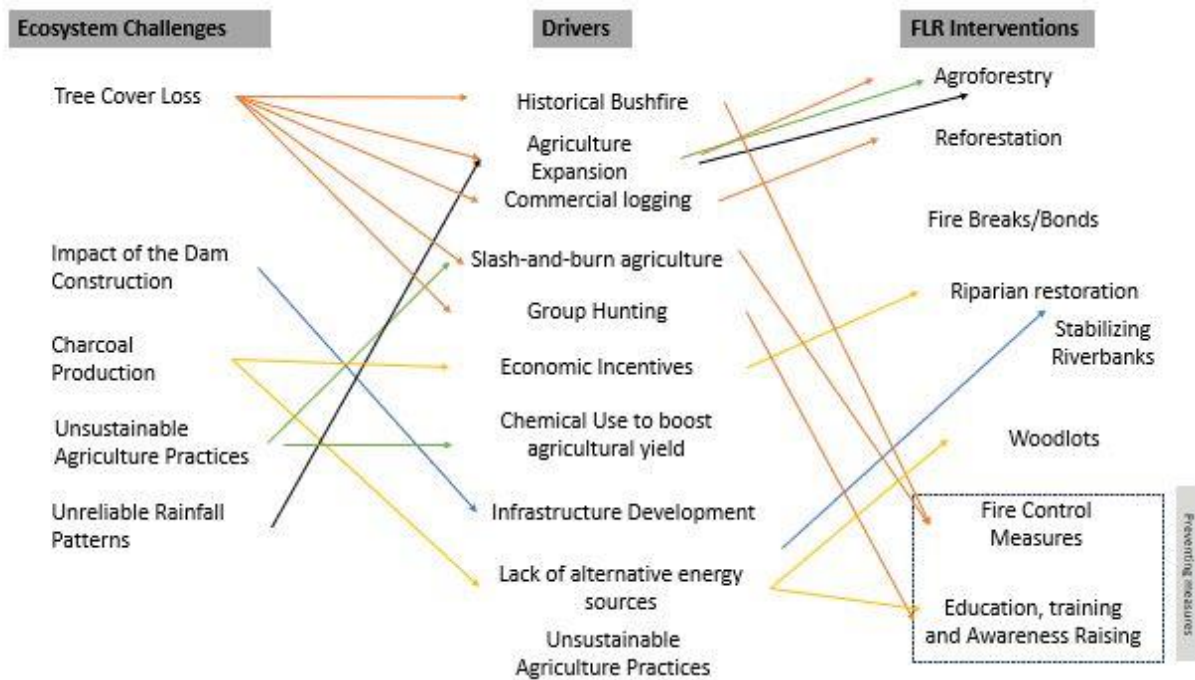 Ecosystem Challenges
Drivers
FLR Interventions
Tree Cover Loss
Impact of the Dam
Construction
Charcoal
Production
Unsustainable
Agriculture Practices
Unreliable Rainfall
Patterns
Historical Bushfire
Agriculture
Expansion
Commercial logging
Slash-and-burn agriculture
Group Hunting
Economic Incentives
Chemical Use to boost
agricultural yield
Infrastructure Development
Lack of alternative energy
sources
Unsustainable
Agriculture Practices
Agroforestry
Reforestation
Fire Breaks/Bonds
Riparian restoration
Stabilizing
Riverbanks
Woodlots
Fire Control
Measures
Education, training
and Awareness Raising
Preventing measures